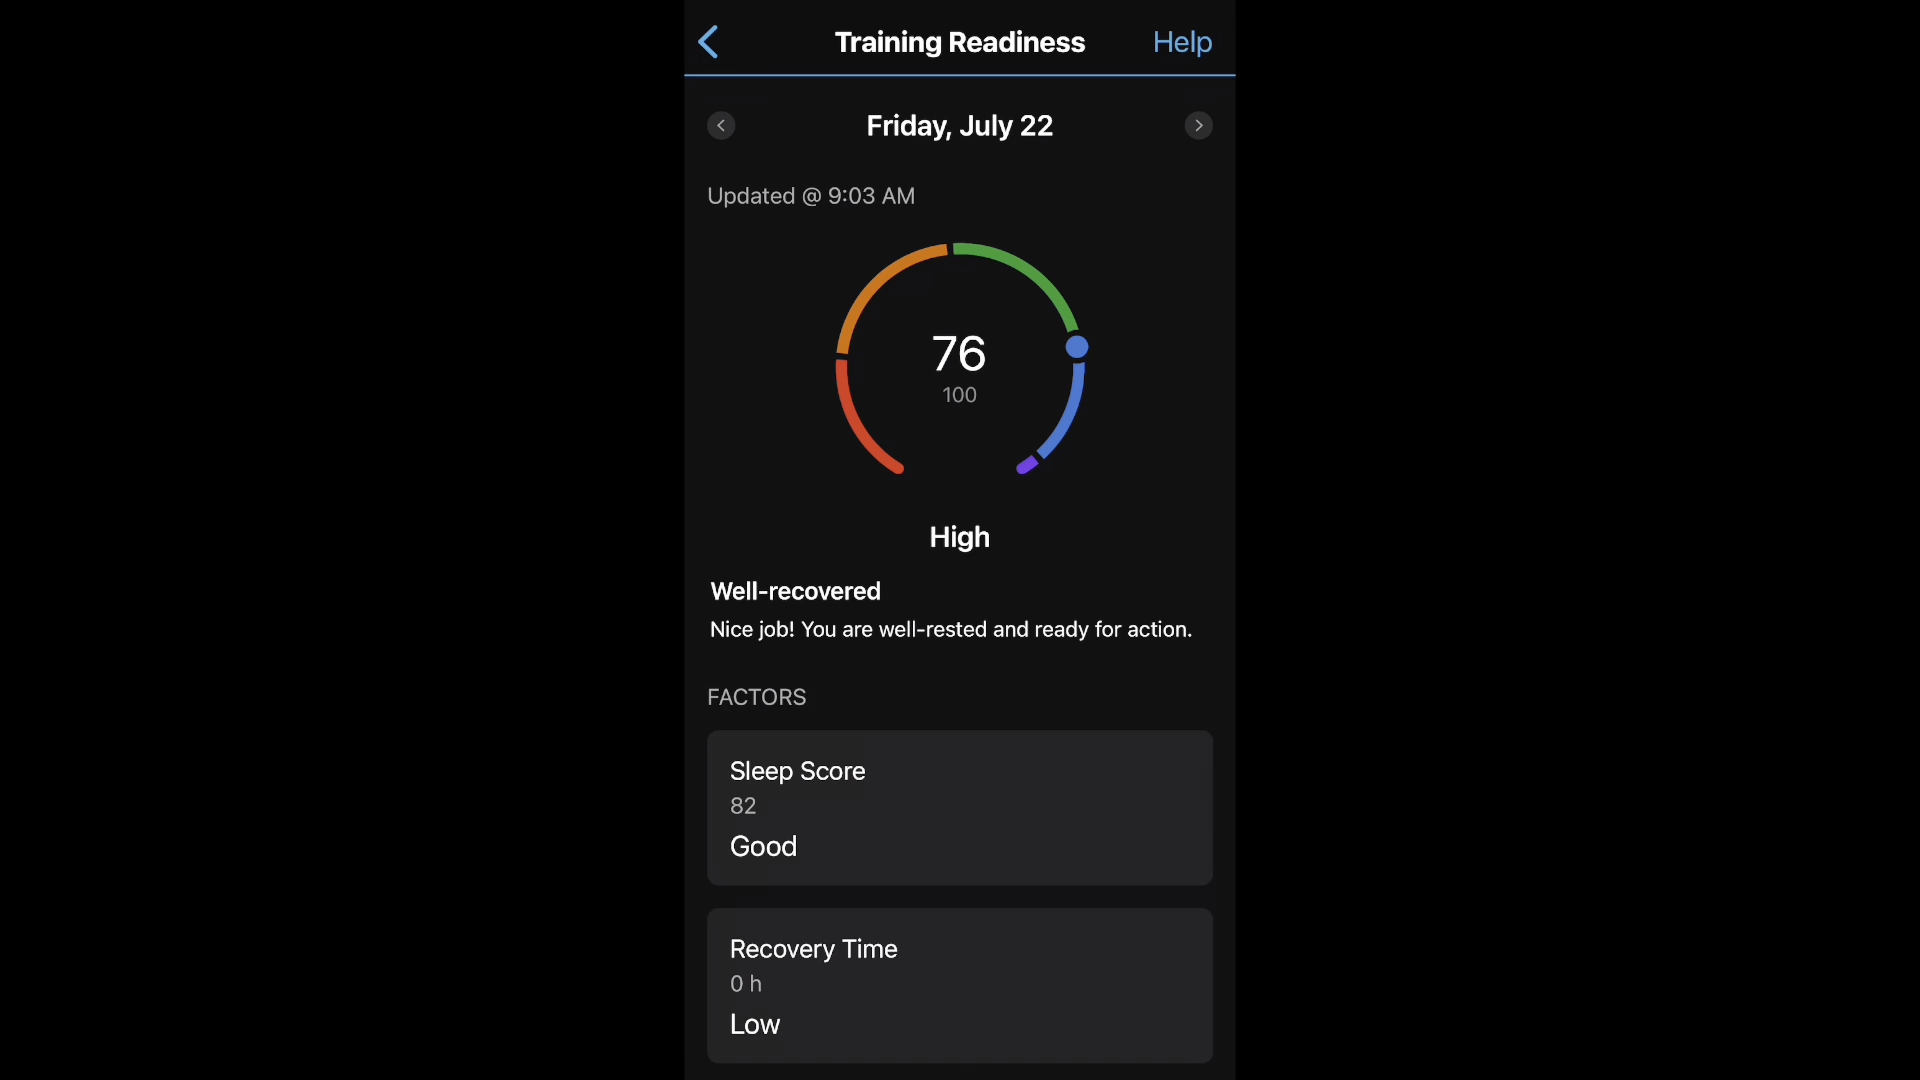 Training Readiness
Help
Friday, July 22
Updated @ 9:03 AM
76
100
High
Well-recovered
Nice job! You are well-rested and ready for action.
FACTORS
Sleep Score
82
Good
Recovery Time
0 h
Low